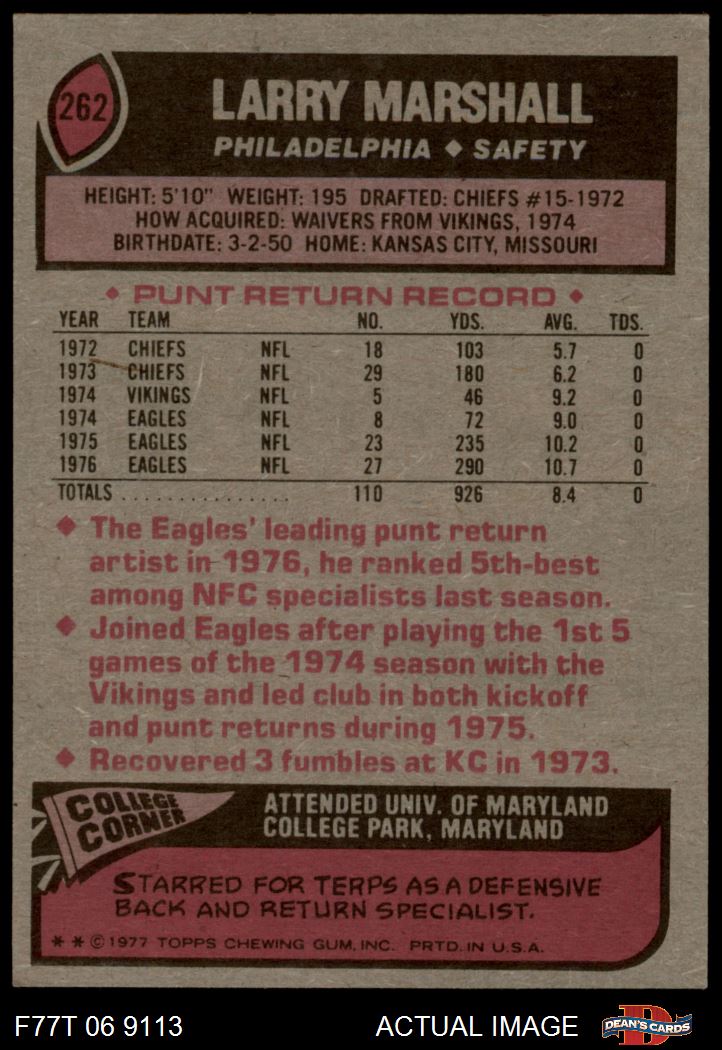 262
LARRY MARSHALL
PHILADELPHIA ◆ SAFETY
HEIGHT: 5'10" WEIGHT: 195 DRAFTED: CHIEFS #15-1972
HOW ACQUIRED: WAIVERS FROM VIKINGS, 1974
BIRTHDATE: 3-2-50 HOME: KANSAS CITY, MISSOURI
◆ PUNT RETURN RECORD ◆
YEAR TEAM NO. YDS. AVG. TDS.
1972 CHIEFS NFL 18 103 5.7 0
1973 CHIEFS NFL 29 180 6.2 0
1974 VIKINGS NFL 5 46 9.2 0
1974 EAGLES NFL 8 72 9.0 0
1975 EAGLES NFL 23 235 10.2 0
1976 EAGLES NFL 27 290 10.7 0
TOTALS . . . . . . . . . . . . . . . 110 926 8.4 0
◆ The Eagles' leading punt return
artist in 1976, he ranked 5th-best
among NFC specialists last season.
◆ Joined Eagles after playing the 1st 5
games of the 1974 season with the
Vikings and led club in both kickoff
and punt returns during 1975.
◆ Recovered 3 fumbles at KC in 1973.
COLLEGE
CORNER
ATTENDED UNIV. OF MARYLAND
COLLEGE PARK, MARYLAND
STARRED FOR TERPS AS A DEFENSIVE
BACK AND RETURN SPECIALIST.
* * © 1977 TOPPS CHEWING GUM, INC. PRTD. IN U.S.A.
F77T 06 9113 ACTUAL IMAGE
D
DEAN'S CARDS